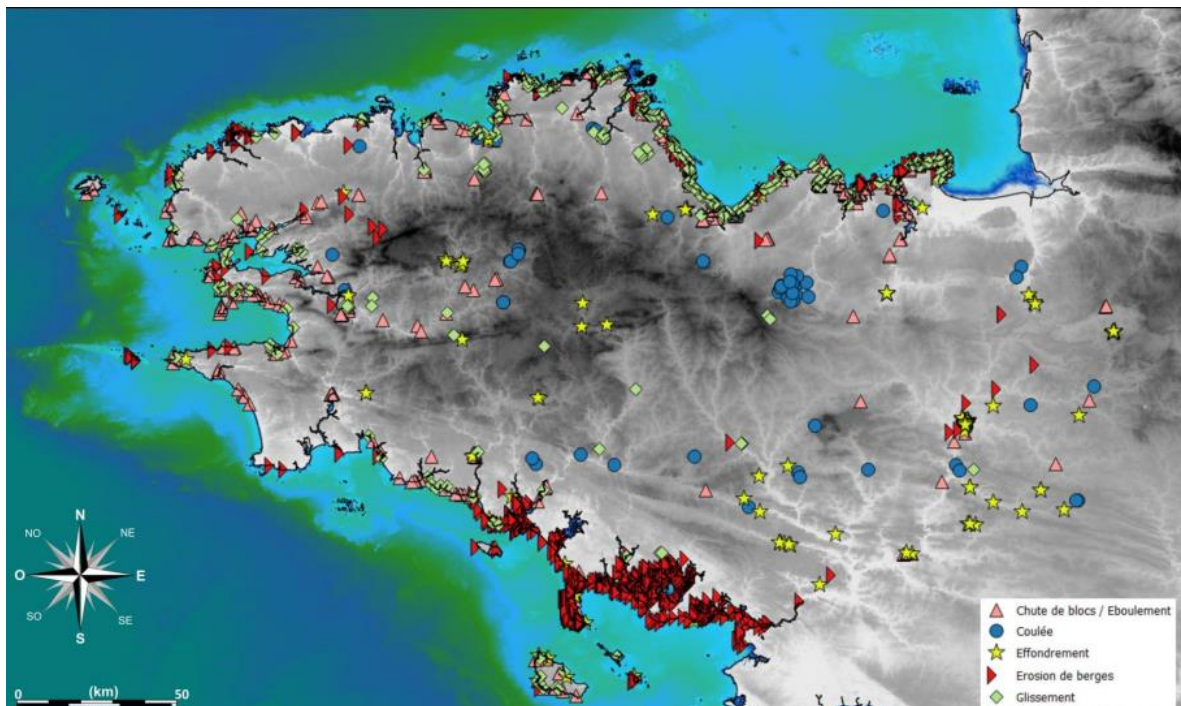 N
NO
NE
O
E
SO
SE
S
0
(km)
50
Chute de blocs / Eboulement
Coulée
Effondrement
Erosion de berges
Glissement